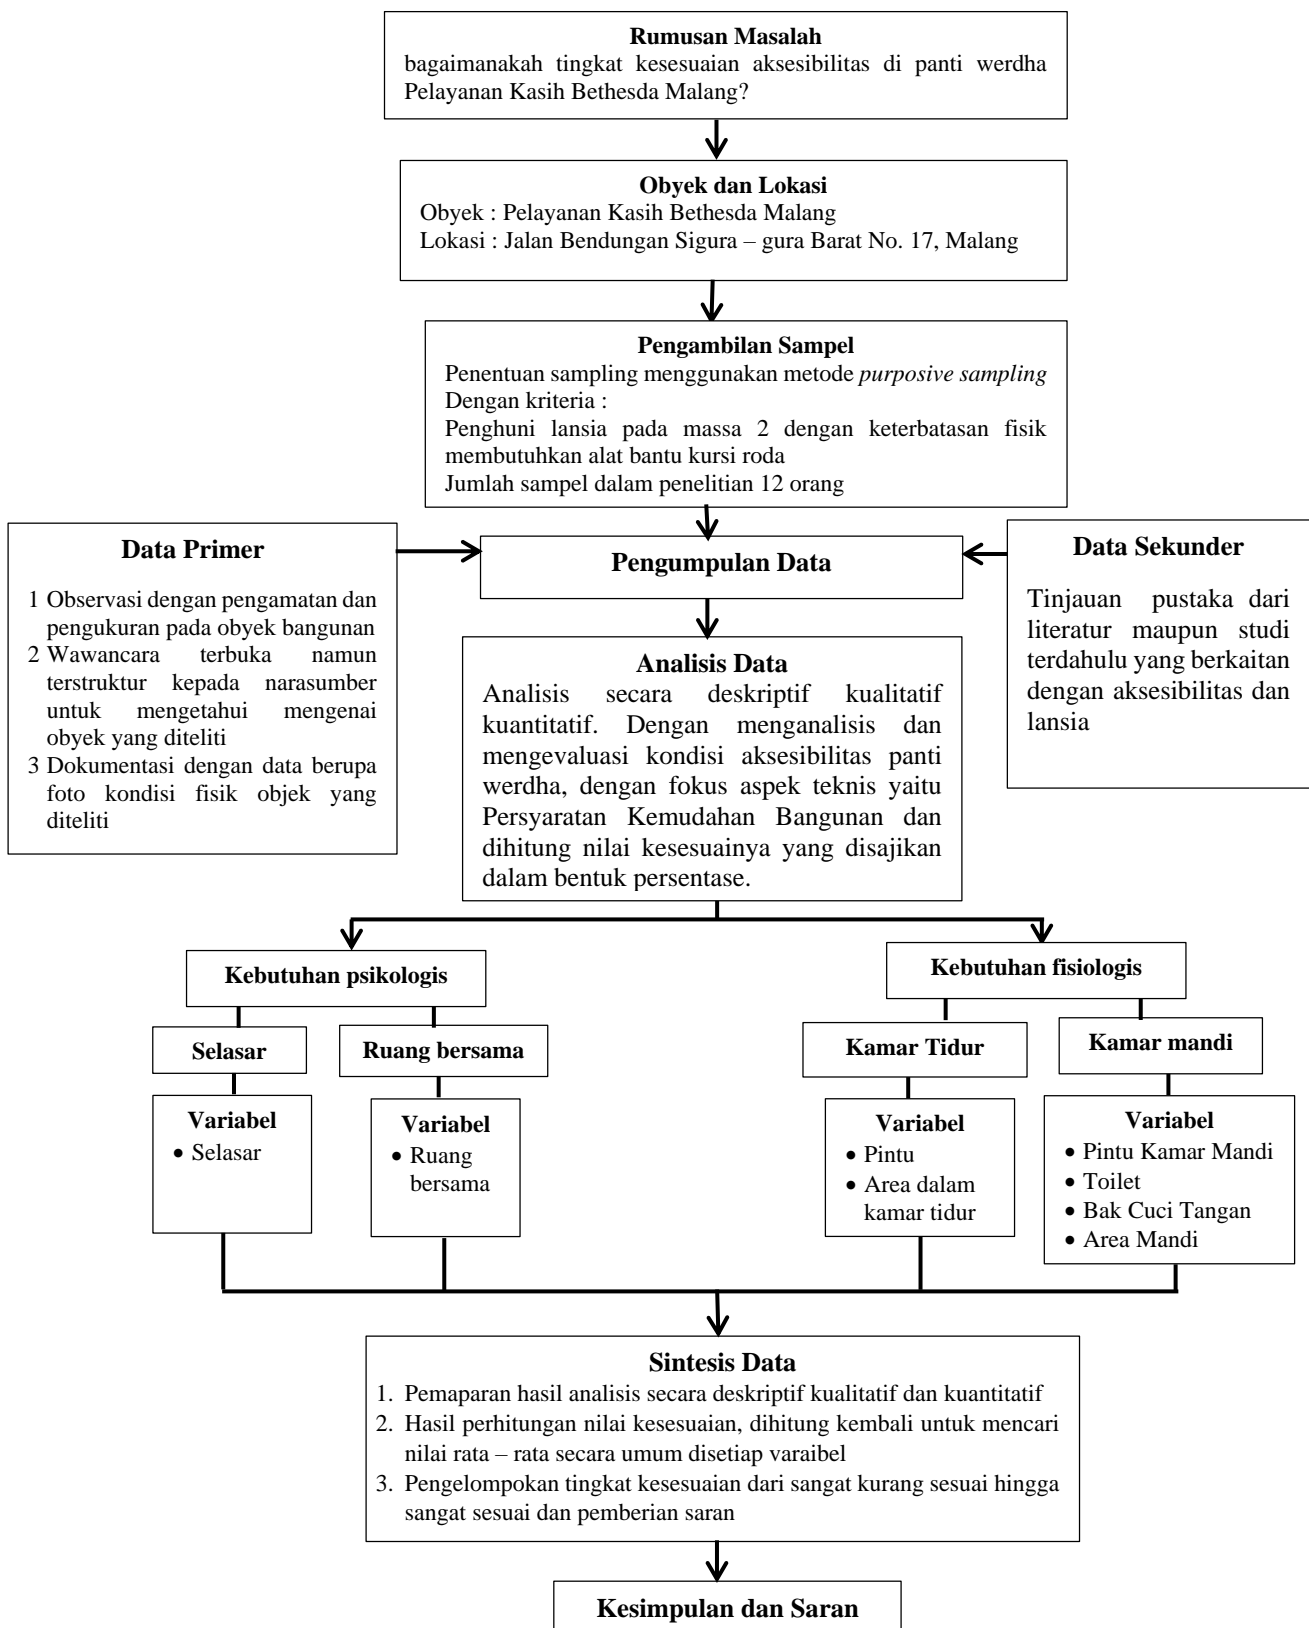 Rumusan Masalah
bagaimanakah tingkat kesesuaian aksesibilitas di panti werdha
Pelayanan Kasih Bethesda Malang?
Obyek dan Lokasi
Obyek : Pelayanan Kasih Bethesda Malang
Lokasi : Jalan Bendungan Sigura – gura Barat No. 17, Malang
Pengambilan Sampel
Penentuan sampling menggunakan metode purposive sampling
Dengan kriteria :
Penghuni lansia pada massa 2 dengan keterbatasan fisik
membutuhkan alat bantu kursi roda
Jumlah sampel dalam penelitian 12 orang
Data Primer
1 Observasi dengan pengamatan dan
pengukuran pada obyek bangunan
2 Wawancara terbuka namun
terstruktur kepada narasumber
untuk mengetahui mengenai
obyek yang diteliti
3 Dokumentasi dengan data berupa
foto kondisi fisik objek yang
diteliti
Pengumpulan Data
Data Sekunder
Tinjauan pustaka dari
literatur maupun studi
terdahulu yang berkaitan
dengan aksesibilitas dan
lansia
Analisis Data
Analisis secara deskriptif kualitatif
kuantitatif. Dengan menganalisis dan
mengevaluasi kondisi aksesibilitas panti
werdha, dengan fokus aspek teknis yaitu
Persyaratan Kemudahan Bangunan dan
dihitung nilai kesesuainya yang disajikan
dalam bentuk persentase.
Kebutuhan psikologis
Kebutuhan fisiologis
Selasar
Ruang bersama
Kamar Tidur
Kamar mandi
Variabel
• Selasar
Variabel
• Ruang
bersama
Variabel
• Pintu
• Area dalam
kamar tidur
Variabel
• Pintu Kamar Mandi
• Toilet
• Bak Cuci Tangan
• Area Mandi
Sintesis Data
1. Pemaparan hasil analisis secara deskriptif kualitatif dan kuantitatif
2. Hasil perhitungan nilai kesesuaian, dihitung kembali untuk mencari
nilai rata – rata secara umum disetiap varaibel
3. Pengelompokan tingkat kesesuaian dari sangat kurang sesuai hingga
sangat sesuai dan pemberian saran
Kesimpulan dan Saran